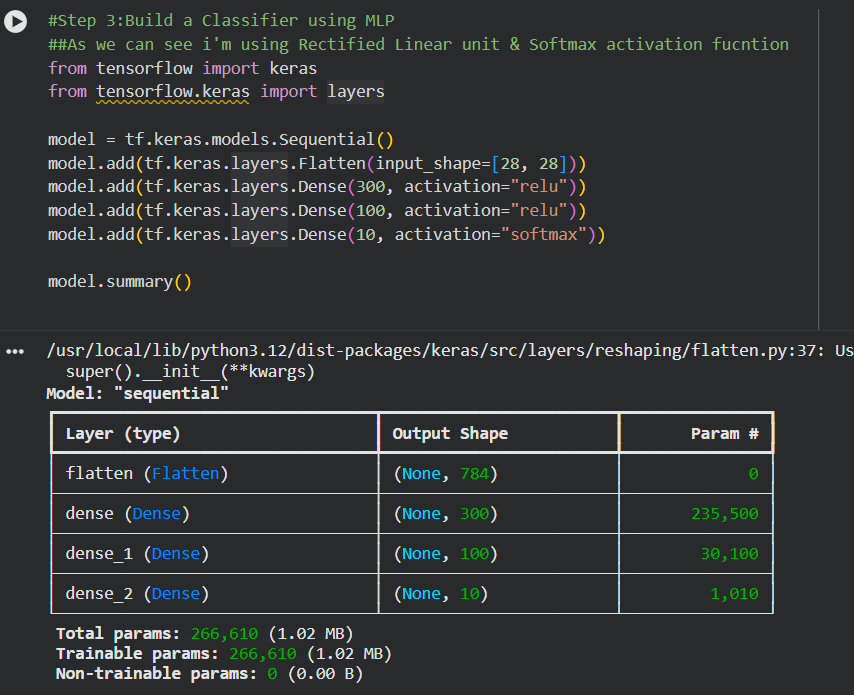 #Step 3:Build a Classifier using MLP
##As we can see i'm using Rectified Linear unit & Softmax activation fucntion
from tensorflow import keras
from tensorflow.keras import layers
model = tf.keras.models.Sequential()
model.add(tf.keras.layers.Flatten(input_shape=[28, 28]))
model.add(tf.keras.layers.Dense(300, activation="relu"))
model.add(tf.keras.layers.Dense(100, activation="relu"))
model.add(tf.keras.layers.Dense(10, activation="softmax"))
model.summary()
/usr/local/lib/python3.12/dist-packages/keras/src/layers/reshaping/flatten.py:37: Us
super().__init__(**kwargs)
Model: "sequential"
Layer (type) Output Shape Param #
flatten (Flatten) (None, 784) 0
dense (Dense) (None, 300) 235,500
dense_1 (Dense) (None, 100) 30,100
dense_2 (Dense) (None, 10) 1,010
Total params: 266,610 (1.02 MB)
Trainable params: 266,610 (1.02 MB)
Non-trainable params: 0 (0.00 B)